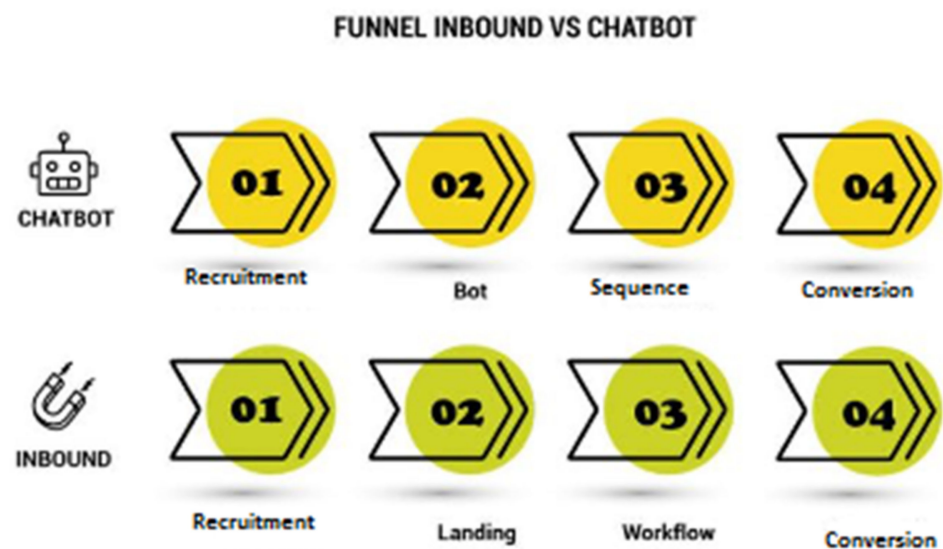 FUNNEL INBOUND VS CHATBOT
01 02 03 04
CHATBOT
Recruitment Bot Sequence Conversion
01 02 03 04
INBOUND
Recruitment Landing Workflow Conversion